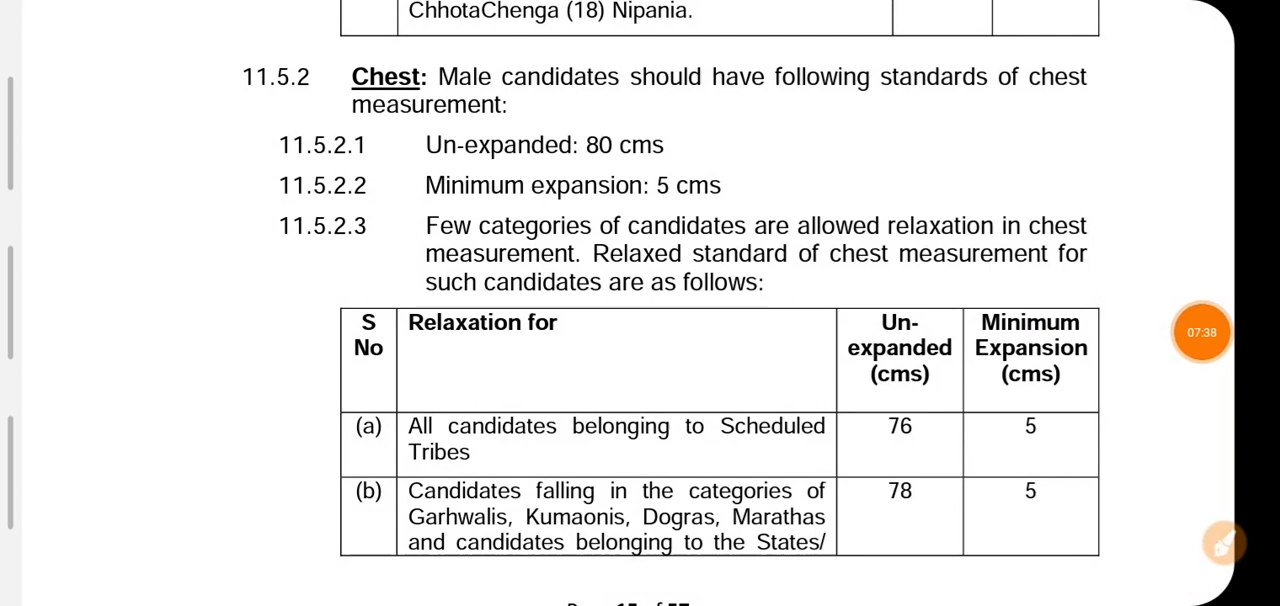 ChhotaChenga (18) Nipania.
11.5.2 Chest: Male candidates should have following standards of chest
measurement:
11.5.2.1 Un-expanded: 80 cms
11.5.2.2 Minimum expansion: 5 cms
11.5.2.3 Few categories of candidates are allowed relaxation in chest
measurement. Relaxed standard of chest measurement for
such candidates are as follows:
S Relaxation for Un- Minimum
No expanded Expansion
(cms) (cms)
(a) All candidates belonging to Scheduled 76 5
Tribes
(b) Candidates falling in the categories of 78 5
Garhwalis, Kumaonis, Dogras, Marathas
and candidates belonging to the States/
07:38